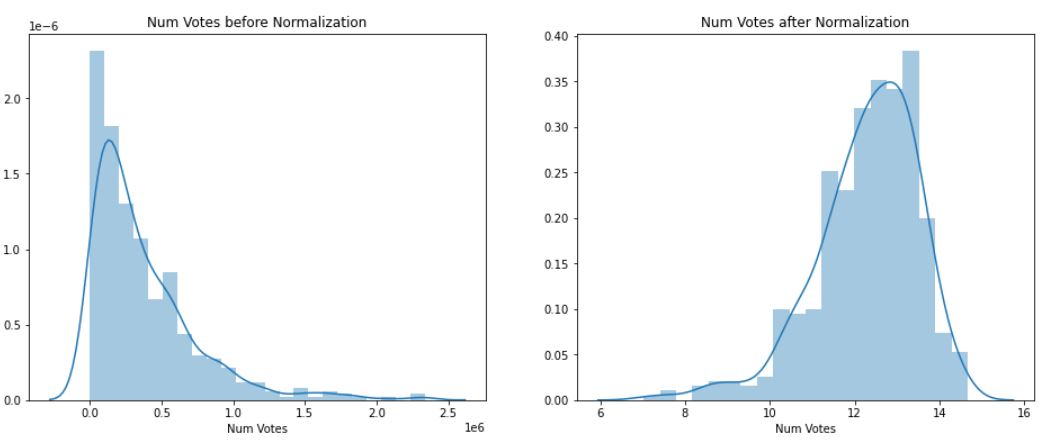 Num Votes before Normalization
1e-6
2.0
1.5
1.0
0.5
0.0
0.0 0.5 1.0 1.5 2.0 2.5
Num Votes
1e6
Num Votes after Normalization
0.40
0.35
0.30
0.25
0.20
0.15
0.10
0.05
0.00
6 8 10 12 14 16
Num Votes